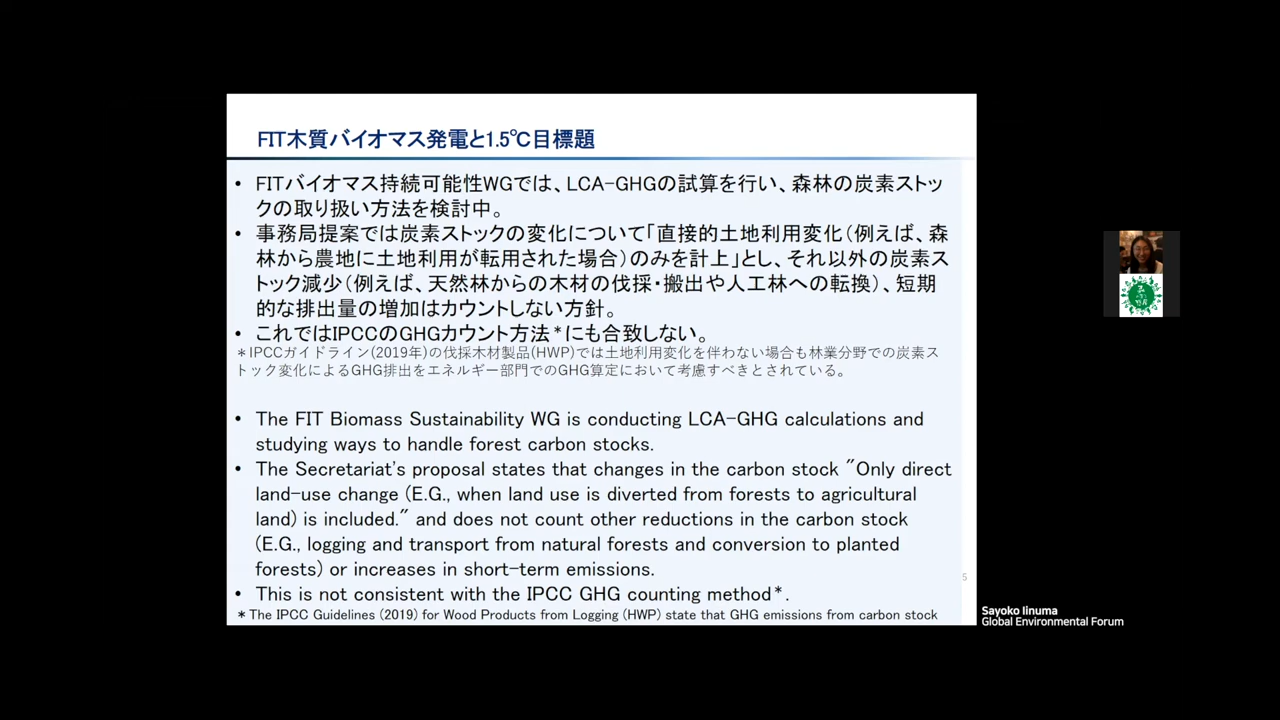 FIT木質バイオマス発電と1.5℃目標題
• FITバイオマス持続可能性WGでは、LCA-GHGの試算を行い、森林の炭素ストッ
クの取り扱い方法を検討中。
• 事務局提案では炭素ストックの変化について「直接的土地利用変化（例えば、森
林から農地に土地利用が転用された場合）のみを計上」とし、それ以外の炭素ス
トック減少（例えば、天然林からの木材の伐採・搬出や人工林への転換）、短期
的な排出量の増加はカウントしない方針。
• これではIPCCのGHGカウント方法*にも合致しない。
＊IPCCガイドライン(2019年)の伐採木材製品(HWP)では土地利用変化を伴わない場合も林業分野での炭素ス
トック変化によるGHG排出をエネルギー部門でのGHG算定において考慮すべきとされている。
• The FIT Biomass Sustainability WG is conducting LCA-GHG calculations and
studying ways to handle forest carbon stocks.
• The Secretariat's proposal states that changes in the carbon stock "Only direct
land-use change (E.G., when land use is diverted from forests to agricultural
land) is included." and does not count other reductions in the carbon stock
(E.G., logging and transport from natural forests and conversion to planted
forests) or increases in short-term emissions.
• This is not consistent with the IPCC GHG counting method*.
＊The IPCC Guidelines (2019) for Wood Products from Logging (HWP) state that GHG emissions from carbon stock
5
Sayoko Iinuma
Global Environmental Forum